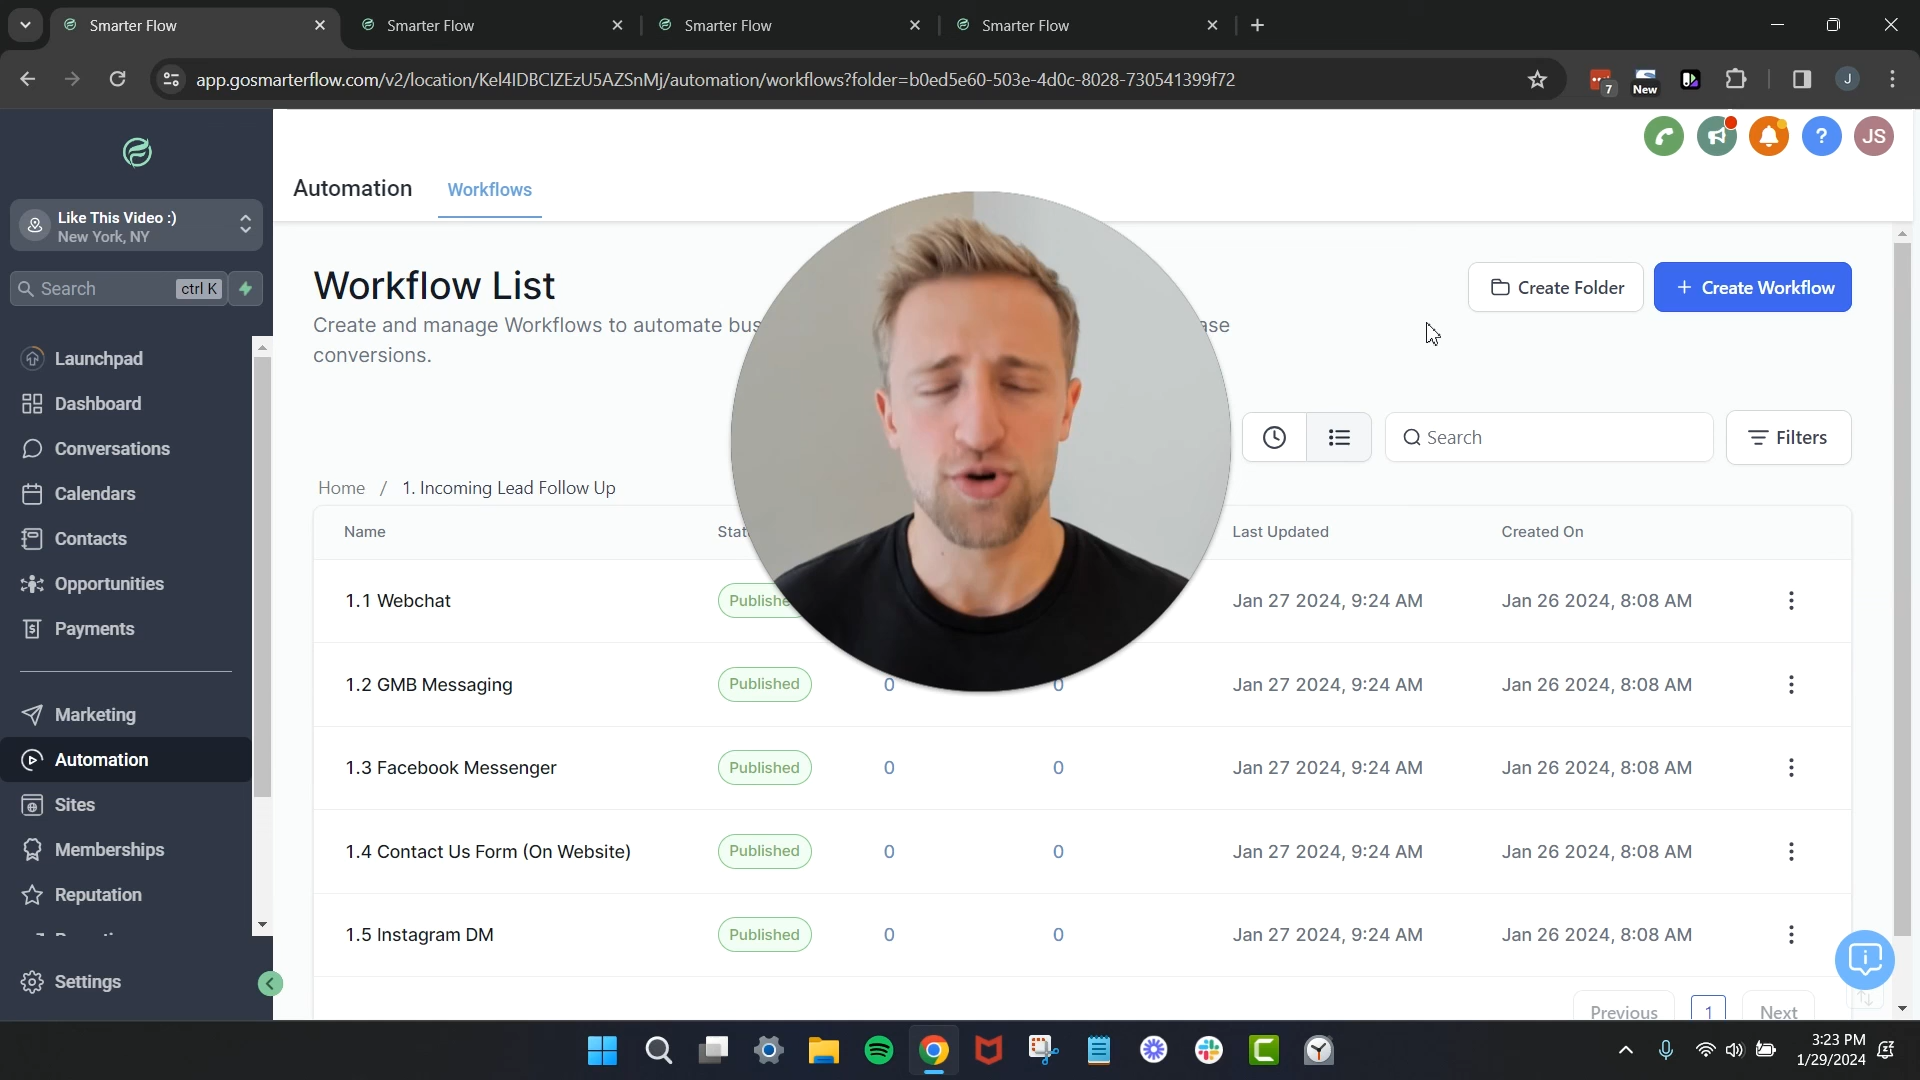 Smarter Flow
Smarter Flow
Smarter Flow
Smarter Flow
app.gosmarterflow.com/v2/location/Kel4IDBCIZEzU5AZSnMj/automation/workflows?folder=b0ed5e60-503e-4d0c-8028-730541399f72
7
New
J
JS
Automation
Workflows
Like This Video :)
New York, NY
Search
ctrl K
Launchpad
Dashboard
Conversations
Calendars
Contacts
Opportunities
Payments
Marketing
Automation
Sites
Memberships
Reputation
Settings
Workflow List
Create and manage Workflows to automate
conversions.
Create Folder
+ Create Workflow
Search
Filters
Home / 1. Incoming Lead Follow Up
Name
Last Updated
Created On
1.1 Webchat
Jan 27 2024, 9:24 AM
Jan 26 2024, 8:08 AM
1.2 GMB Messaging
Published
0
0
Jan 27 2024, 9:24 AM
Jan 26 2024, 8:08 AM
1.3 Facebook Messenger
Published
0
0
Jan 27 2024, 9:24 AM
Jan 26 2024, 8:08 AM
1.4 Contact Us Form (On Website)
Published
0
0
Jan 27 2024, 9:24 AM
Jan 26 2024, 8:08 AM
1.5 Instagram DM
Published
0
0
Jan 27 2024, 9:24 AM
Jan 26 2024, 8:08 AM
Previous
1
Next
3:23 PM
1/29/2024